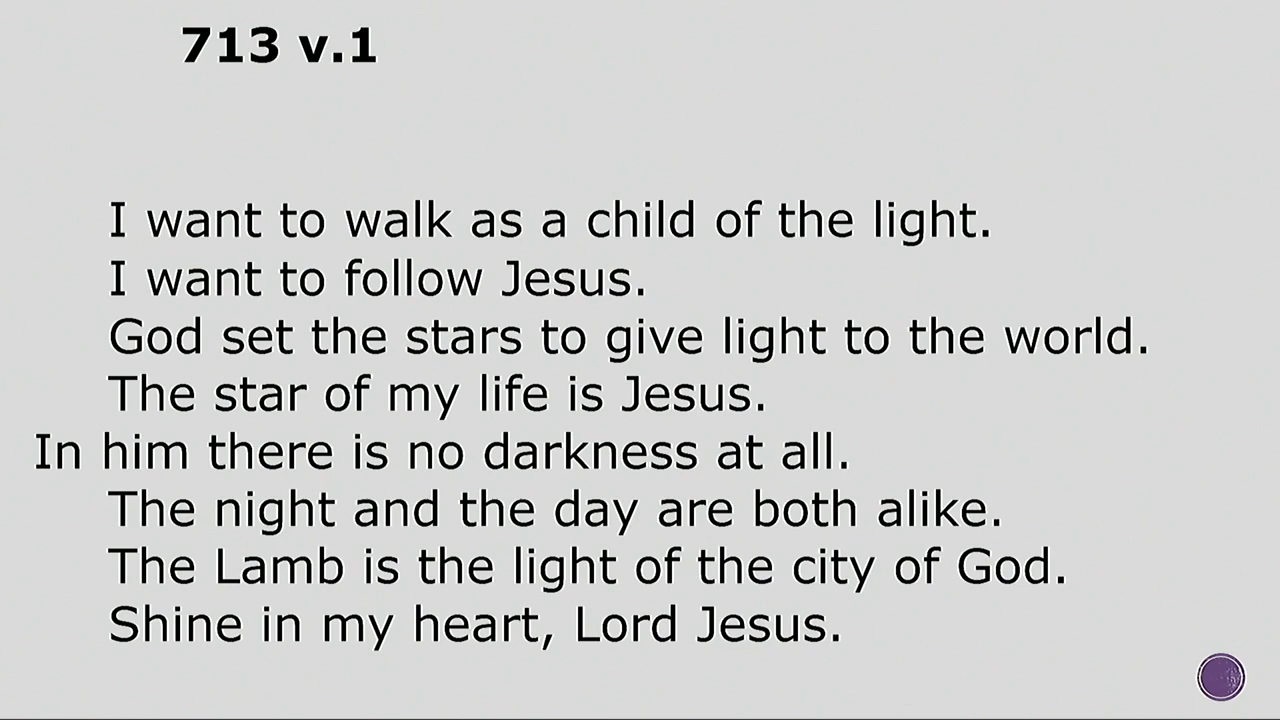 713 v.1
I want to walk as a child of the light.
I want to follow Jesus.
God set the stars to give light to the world.
The star of my life is Jesus.
In him there is no darkness at all.
The night and the day are both alike.
The Lamb is the light of the city of God.
Shine in my heart, Lord Jesus.